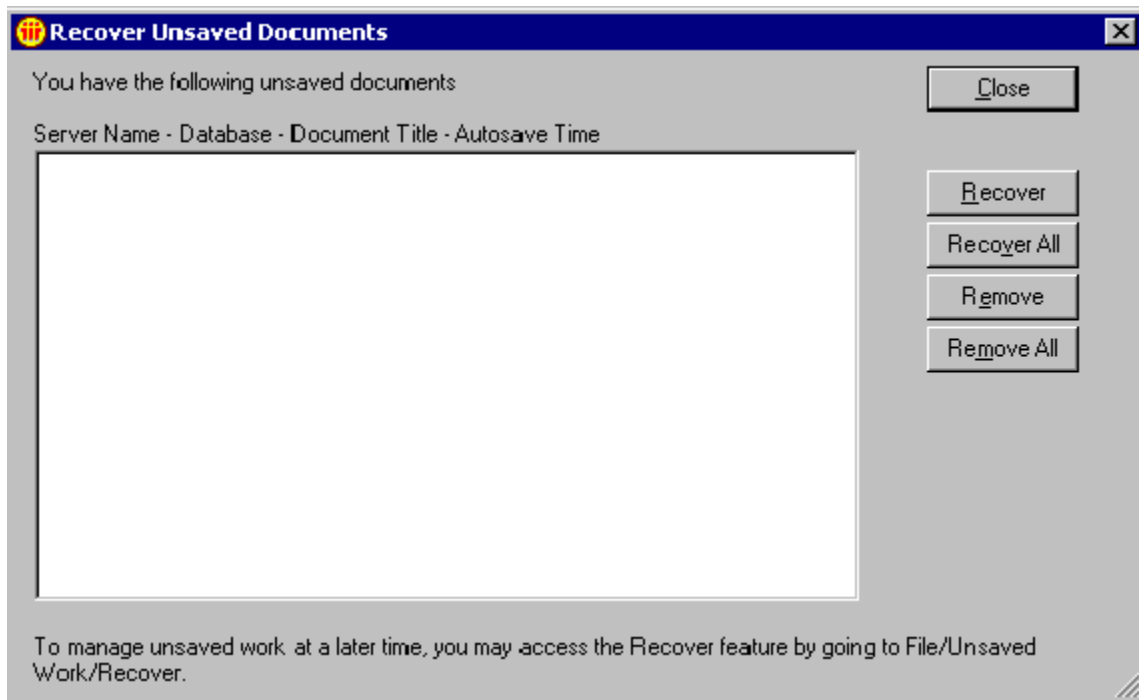 Recover Unsaved Documents
You have the following unsaved documents
Close
Server Name - Database - Document Title - Autosave Time
Recover
Recover All
Remove
Remove All
To manage unsaved work at a later time, you may access the Recover feature by going to File/Unsaved
Work/Recover.